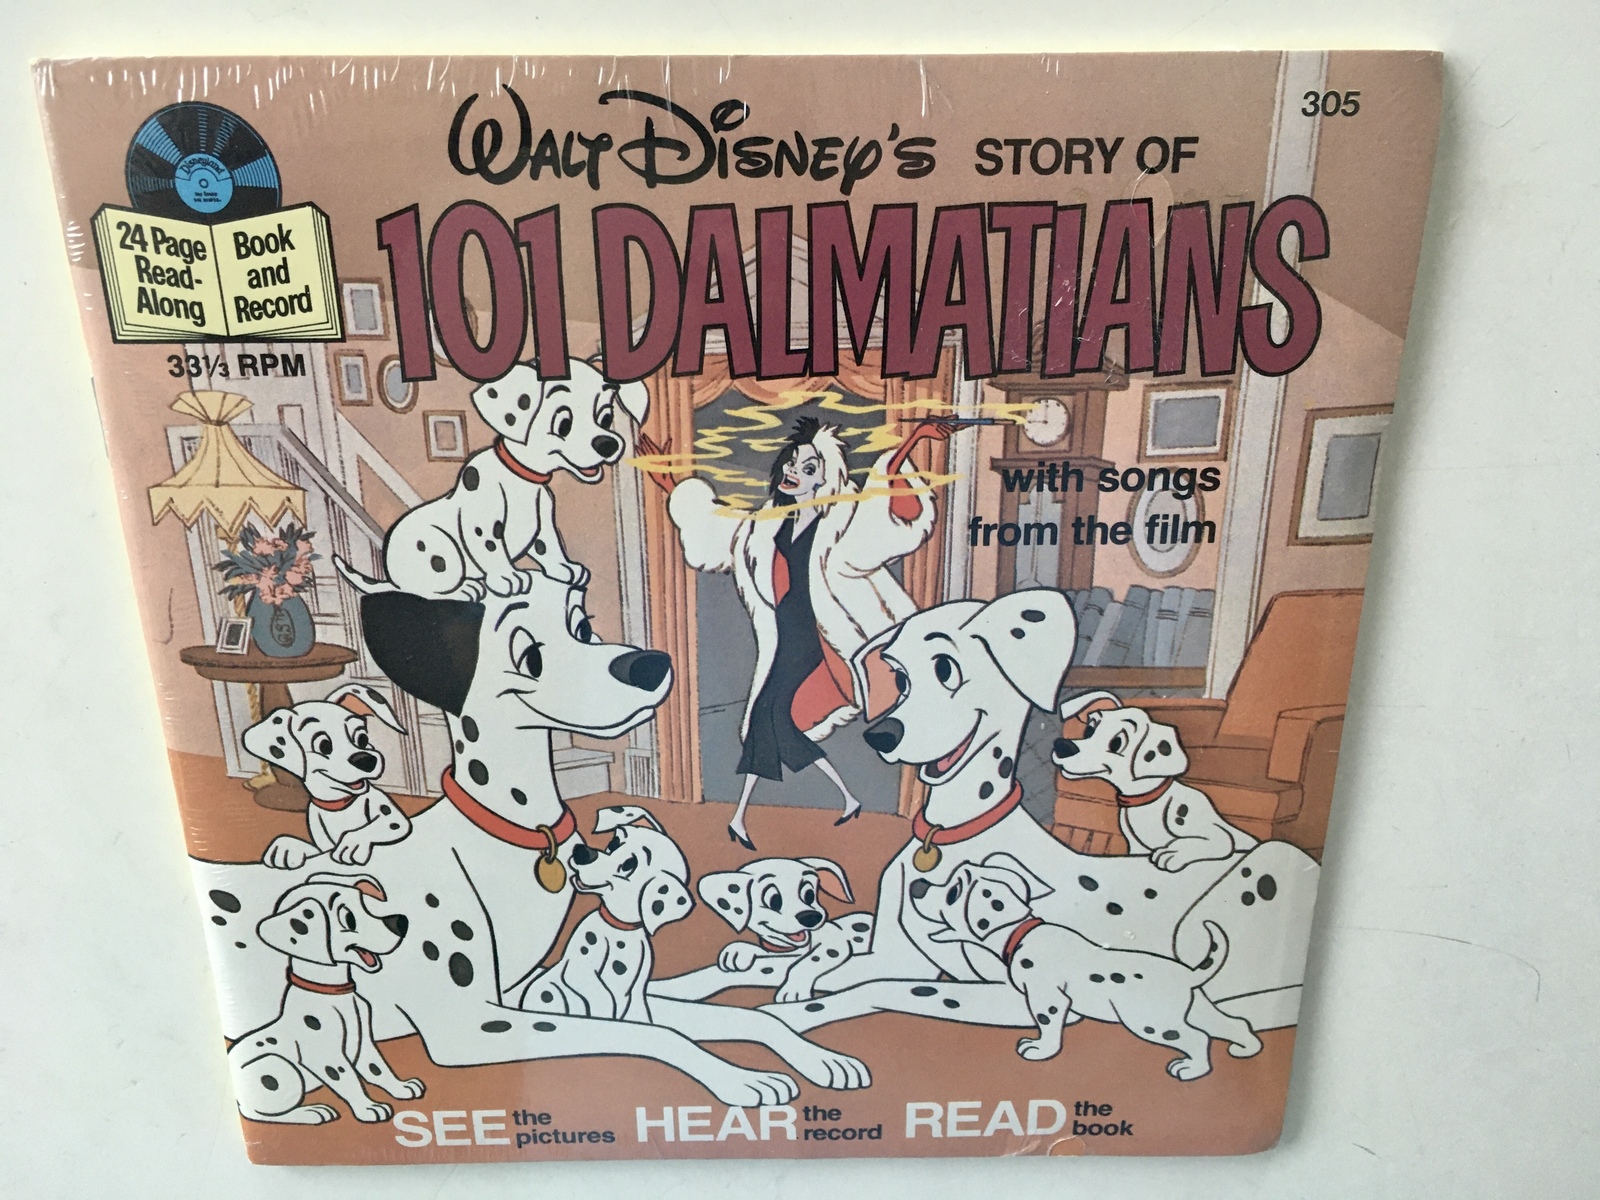 305
WALT DISNEY'S STORY OF
101 DALMATIANS
Disneyland
24 Page
Read-
Along
Book
and
Record
33⅓ RPM
with songs
from the film
SEE the pictures HEAR the record READ the book